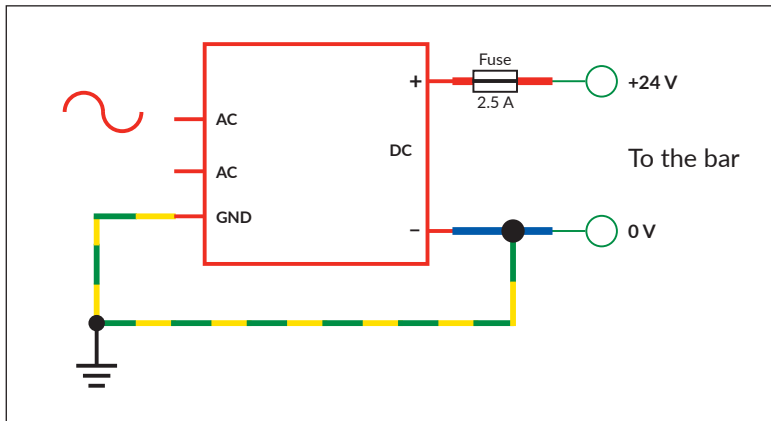 Fuse
+
2.5 A
+24 V
AC
DC
To the bar
AC
GND
–
0 V